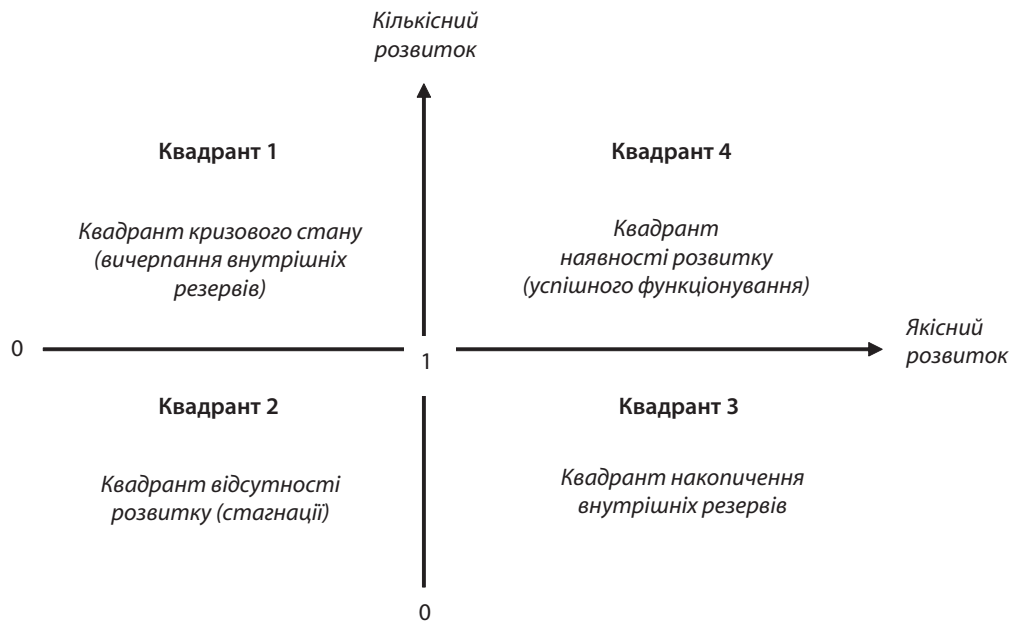 Кількісний
розвиток
Квадрант 1
Квадрант 4
Квадрант кризового стану
(вичерпання внутрішніх
резервів)
Квадрант
наявності розвитку
(успішного функціонування)
0
1
Якісний
розвиток
Квадрант 2
Квадрант 3
Квадрант відсутності
розвитку (стагнації)
Квадрант накопичення
внутрішніх резервів
0